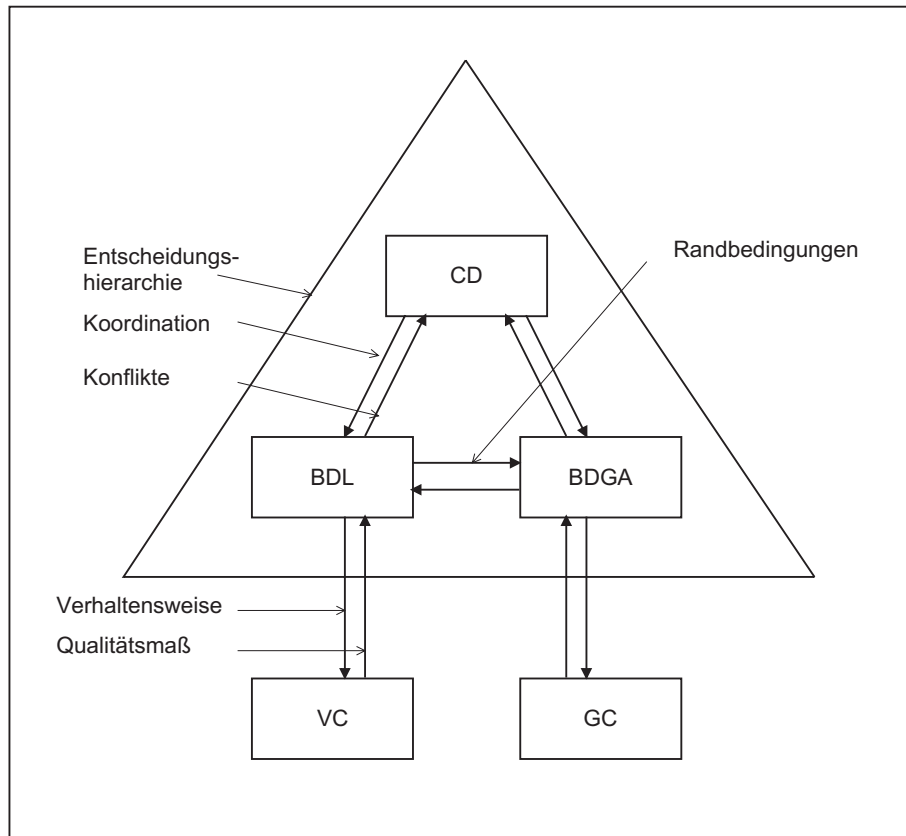 Entscheidungs-
hierarchie
Randbedingungen
CD
Koordination
Konflikte
BDL
BDGA
Verhaltensweise
Qualitätsmaß
VC
GC